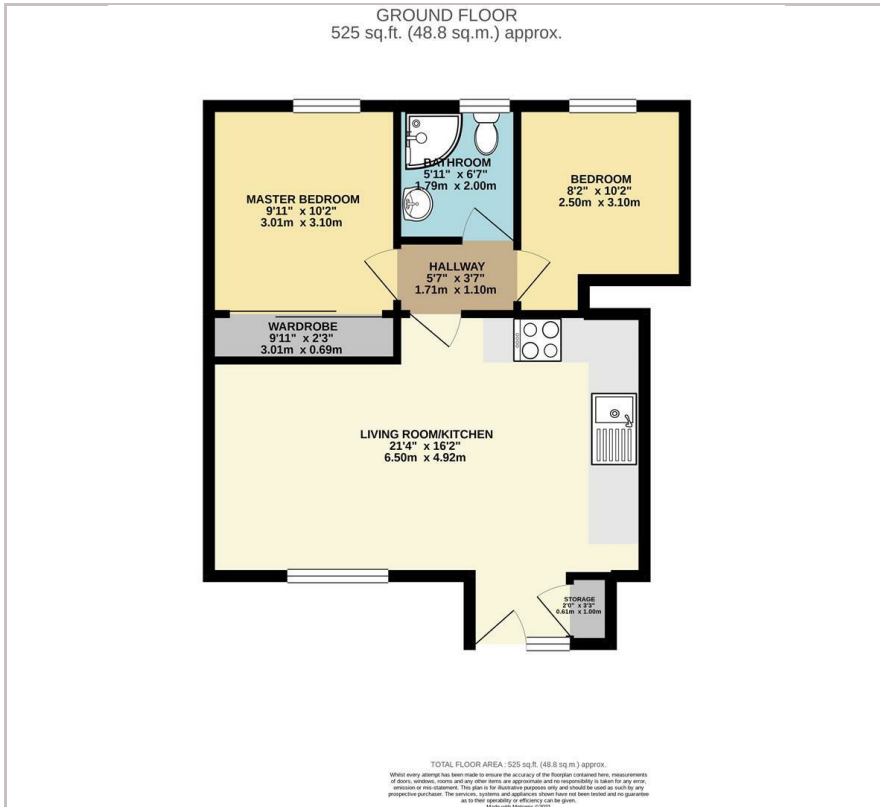 GROUND FLOOR
525 sq.ft. (48.8 sq.m.) approx.
BATHROOM
5'11" x 6'7"
1.79m x 2.00m
MASTER BEDROOM
9'11" x 10'2"
3.01m x 3.10m
BEDROOM
8'2" x 10'2"
2.50m x 3.10m
HALLWAY
5'7" x 3'7"
1.71m x 1.10m
WARDROBE
9'11" x 2'3"
3.01m x 0.69m
LIVING ROOM/KITCHEN
21'4" x 16'2"
6.50m x 4.92m
STORAGE
2'0" x 3'3"
0.61m x 1.00m
TOTAL FLOOR AREA : 525 sq.ft. (48.8 sq.m.) approx.
Whilst every attempt has been made to ensure the accuracy of the floorplan contained here, measurements
of doors, windows, rooms and any other items are approximate and no responsibility is taken for any error,
omission or mis-statement. This plan is for illustrative purposes only and should be used as such by any
prospective purchaser. The services, systems and appliances shown have not been tested and no guarantee
as to their operability or efficiency can be given.
Made with Metropix